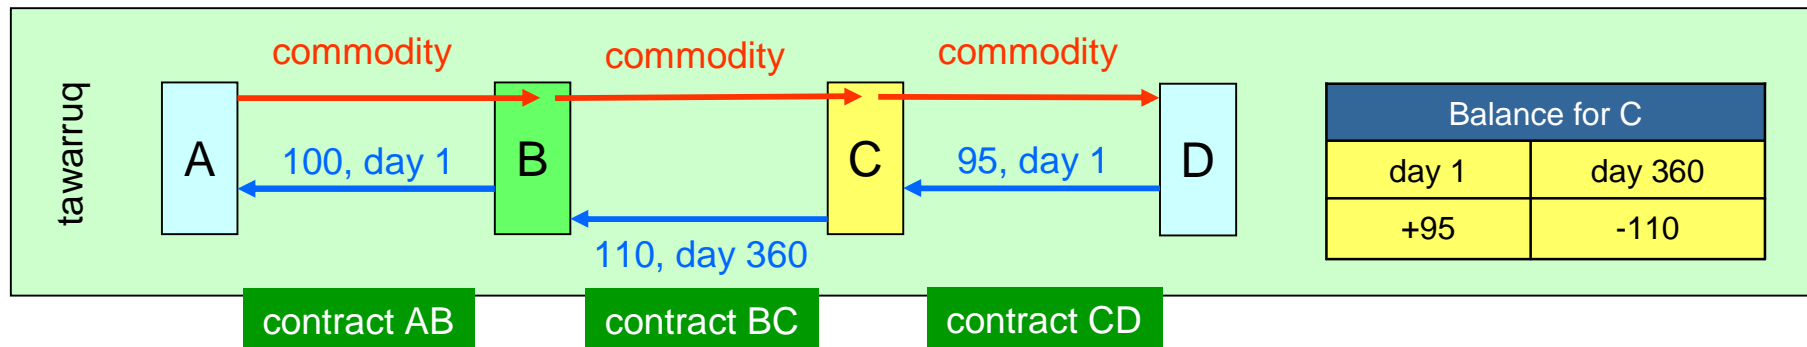 tawarruq
commodity
commodity
commodity
A
100, day 1
B
110, day 360
C
95, day 1
D
Balance for C
day 1 day 360
+95 -110
contract AB
contract BC
contract CD